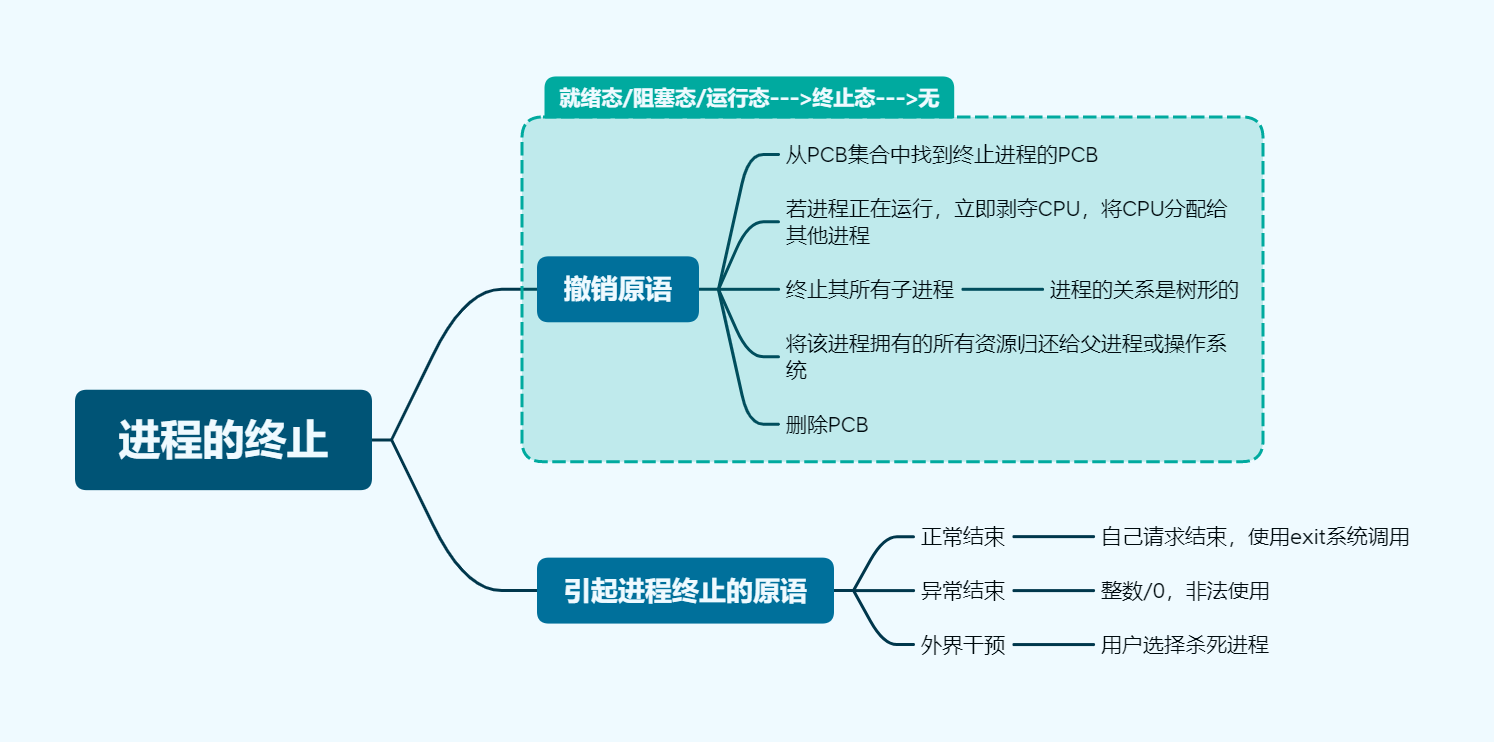 就绪态/阻塞态/运行态--->终止态--->无
从PCB集合中找到终止进程的PCB
若进程正在运行，立即剥夺CPU，将CPU分配给
其他进程
撤销原语
终止其所有子进程
进程的关系是树形的
将该进程拥有的所有资源归还给父进程或操作系
统
删除PCB
进程的终止
正常结束
自己请求结束，使用exit系统调用
引起进程终止的原语
异常结束
整数/0，非法使用
外界干预
用户选择杀死进程